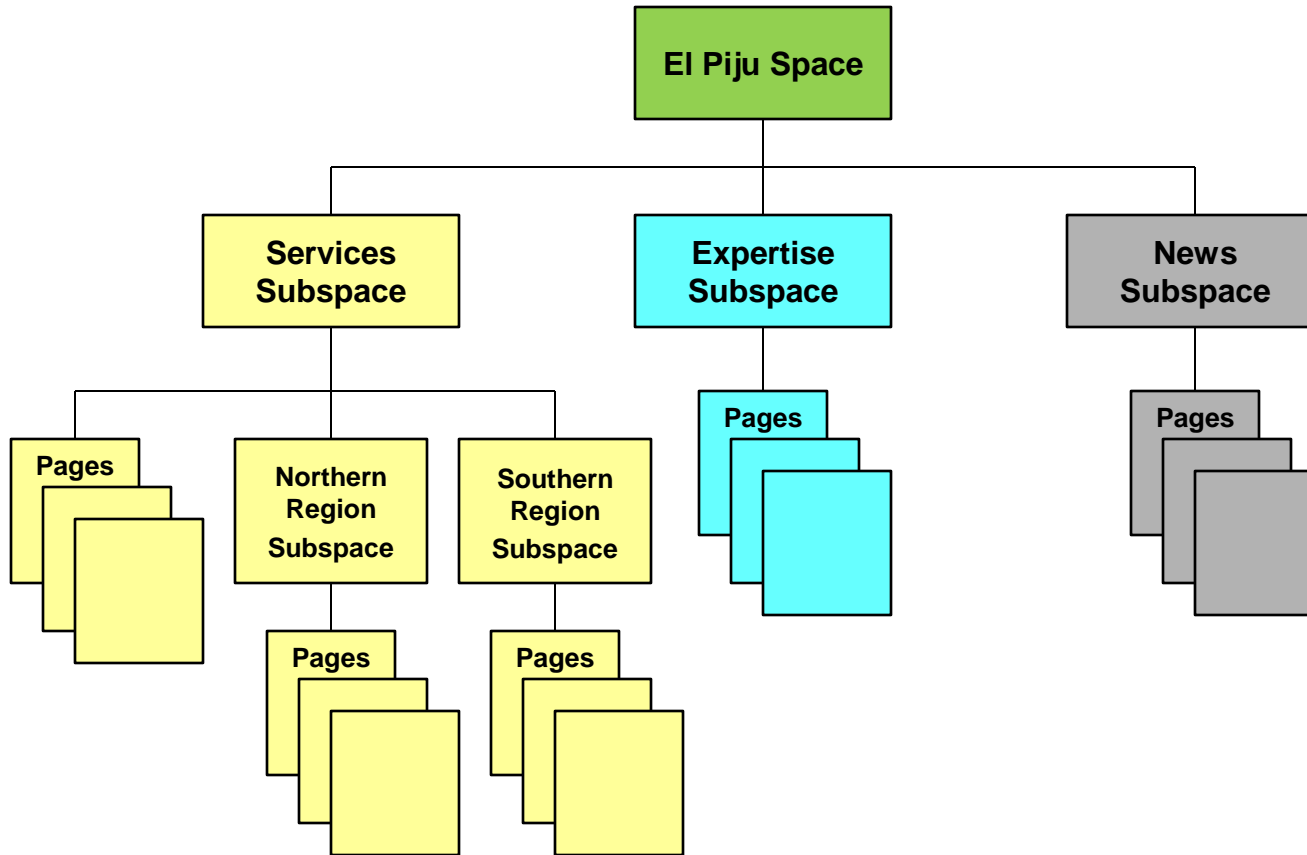 El Piju Space
Services
Subspace
Expertise
Subspace
News
Subspace
Pages
Pages
Pages
Northern
Region
Subspace
Southern
Region
Subspace
Pages
Pages